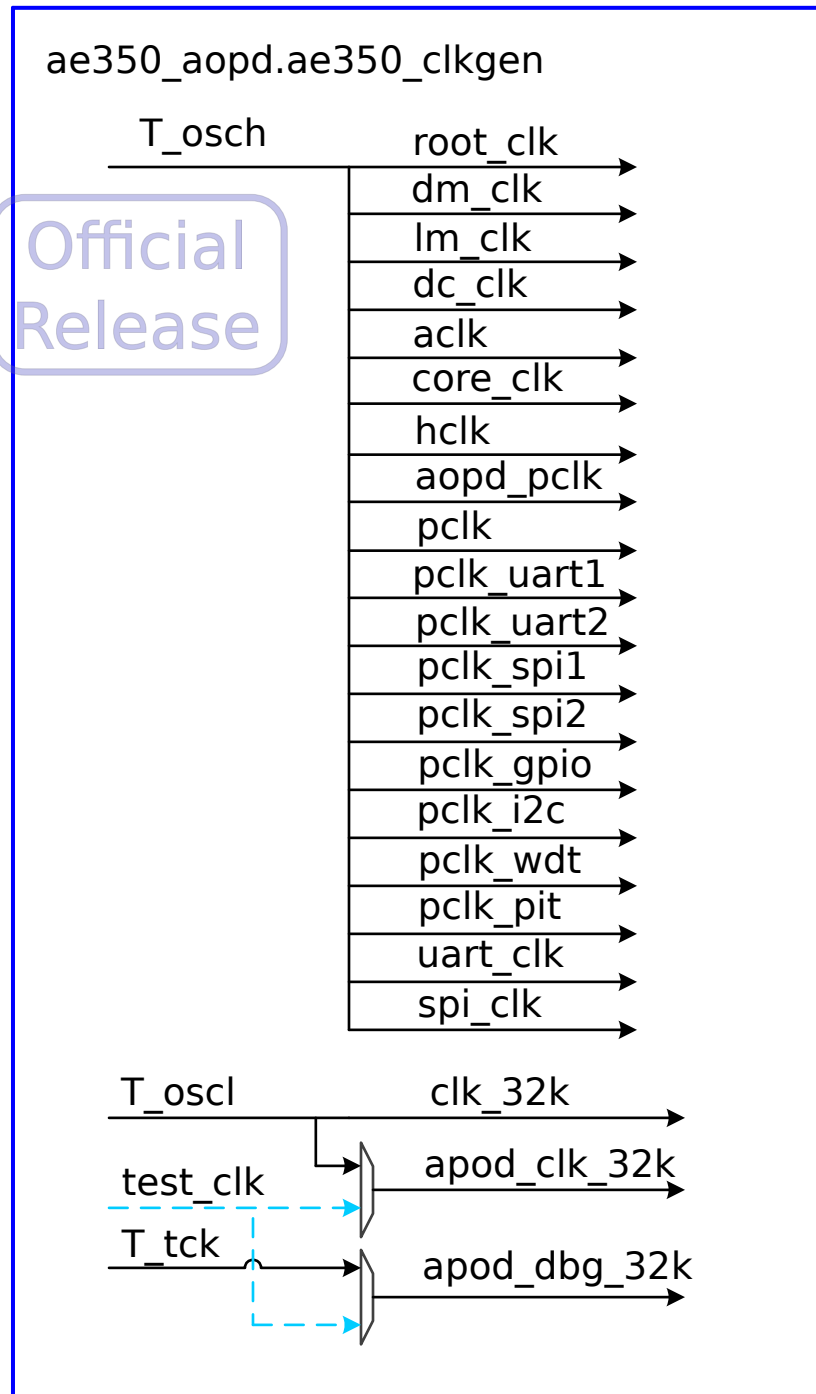 ae350_aopd.ae350_clkgen
T_osch
root_clk
dm_clk
Official
Release
lm_clk
dc_clk
aclk
core_clk
hclk
aopd_pclk
pclk
pclk_uart1
pclk_uart2
pclk_spi1
pclk_spi2
pclk_gpio
pclk_i2c
pclk_wdt
pclk_pit
uart_clk
spi_clk
T_oscl
clk_32k
apod_clk_32k
test_clk
T_tck
apod_dbg_32k